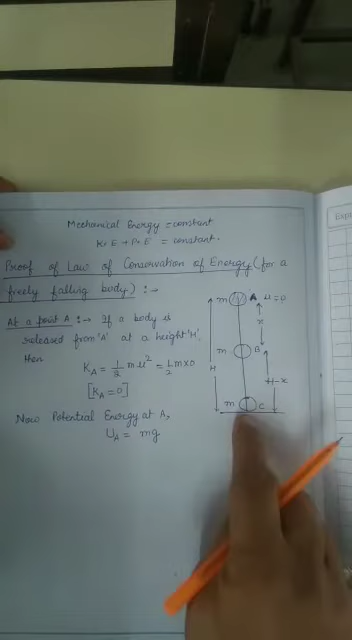 Mechanical Energy = constant
K.E + P.E = constant.
Proof of Law of Conservation of Energy (for a
freely falling body) :→
At a point A :→ If a body is
released from 'A' at a height 'H',
then
K_A = 1/2 mu² = 1/2 m×0
[K_A = 0]
Now Potential Energy at A,
U_A = mg
m A u=0
x
m B
H
H-x
m C
Expt